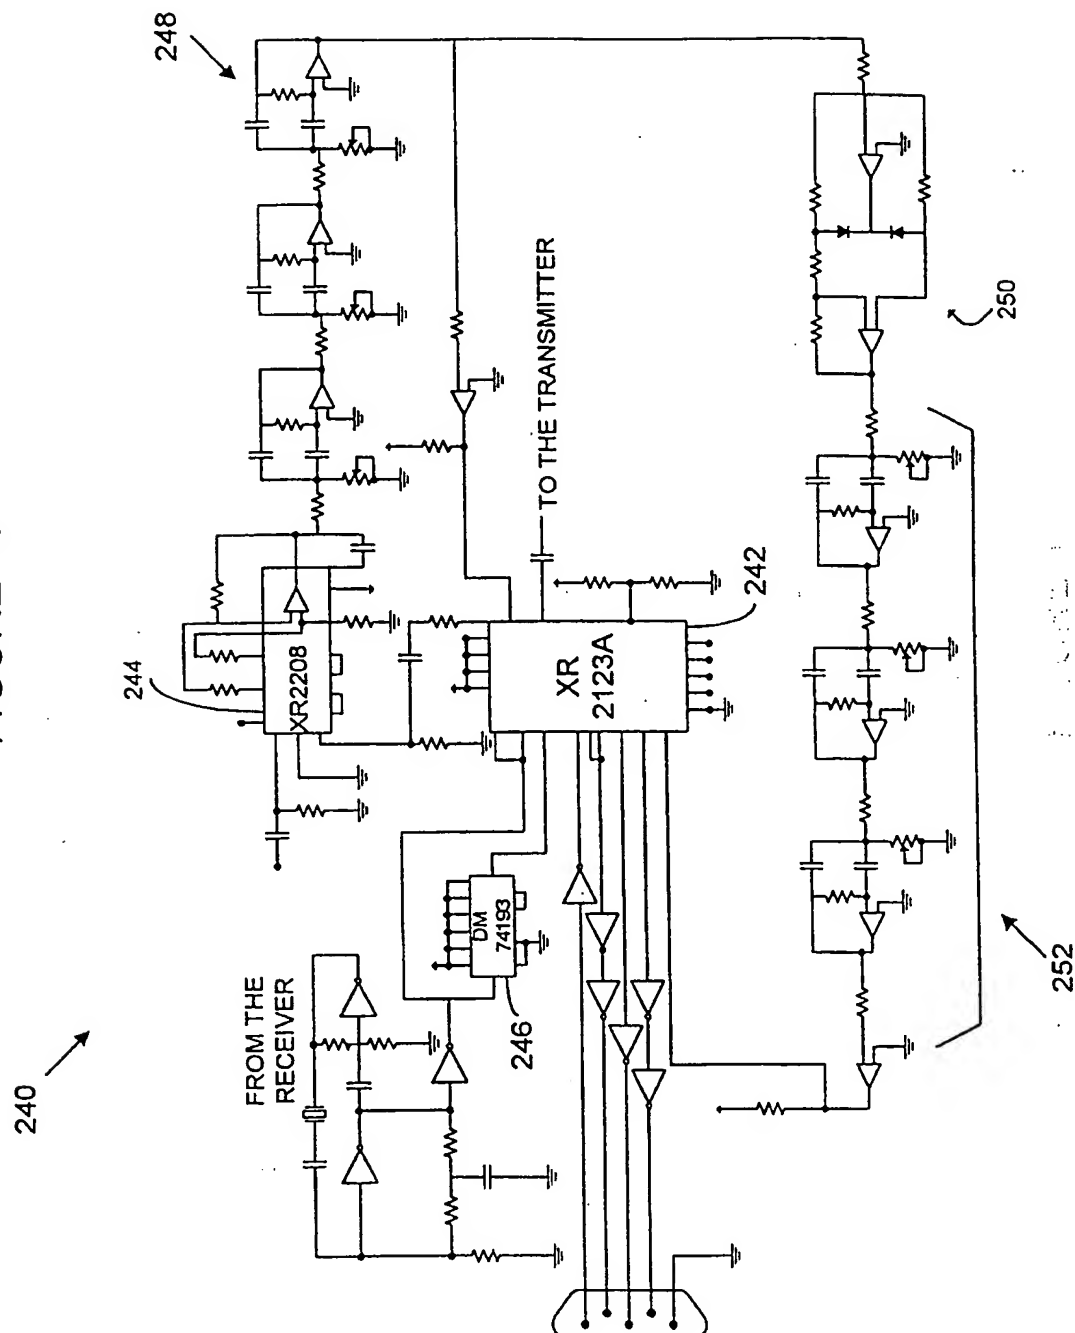 248
TO THE TRANSMITTER
250
244
XR2208
242
XR
2123A
DM
74193
246
FROM THE
RECEIVER
252
240